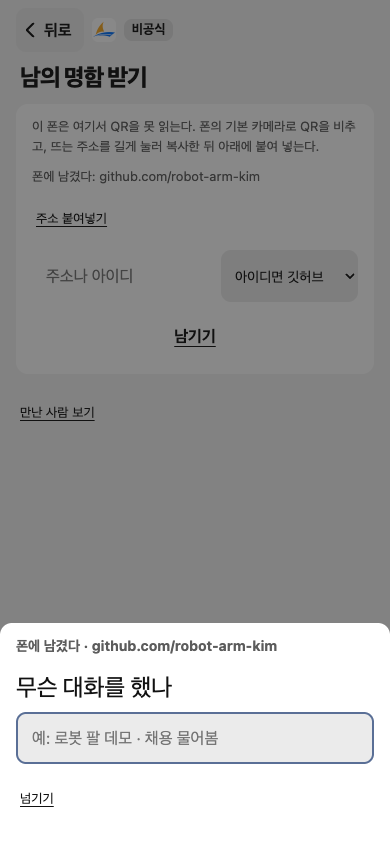 뒤로
비공식
남의 명함 받기
이 폰은 여기서 QR을 못 읽는다. 폰의 기본 카메라로 QR을 비추
고, 뜨는 주소를 길게 눌러 복사한 뒤 아래에 붙여 넣는다.
폰에 남겼다: github.com/robot-arm-kim
주소 붙여넣기
주소나 아이디
아이디면 깃허브
남기기
만난 사람 보기
폰에 남겼다 · github.com/robot-arm-kim
무슨 대화를 했나
예: 로봇 팔 데모 · 채용 물어봄
넘기기